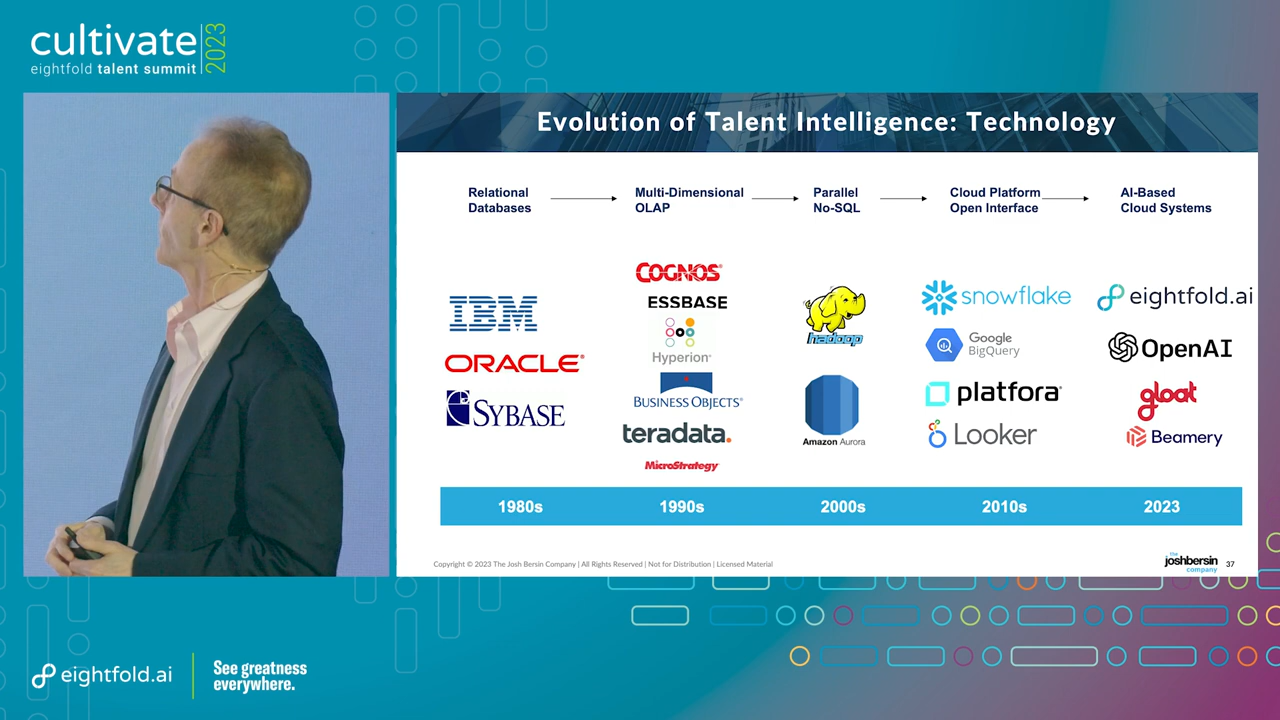 cultivate 2023
eightfold talent summit
Evolution of Talent Intelligence: Technology
Relational
Databases
Multi-Dimensional
OLAP
Parallel
No-SQL
Cloud Platform
Open Interface
AI-Based
Cloud Systems
IBM
ORACLE®
SYBASE
COGNOS®
ESSBASE
Hyperion®
BUSINESS OBJECTS®
teradata.
MicroStrategy
hadoop
Amazon Aurora
snowflake
Google
BigQuery
platfora
Looker
eightfold.ai
OpenAI
gloat
Beamery
1980s
1990s
2000s
2010s
2023
Copyright © 2023 The Josh Bersin Company | All Rights Reserved | Not for Distribution | Licensed Material
the
joshbersin
company
37
eightfold.ai
See greatness
everywhere.